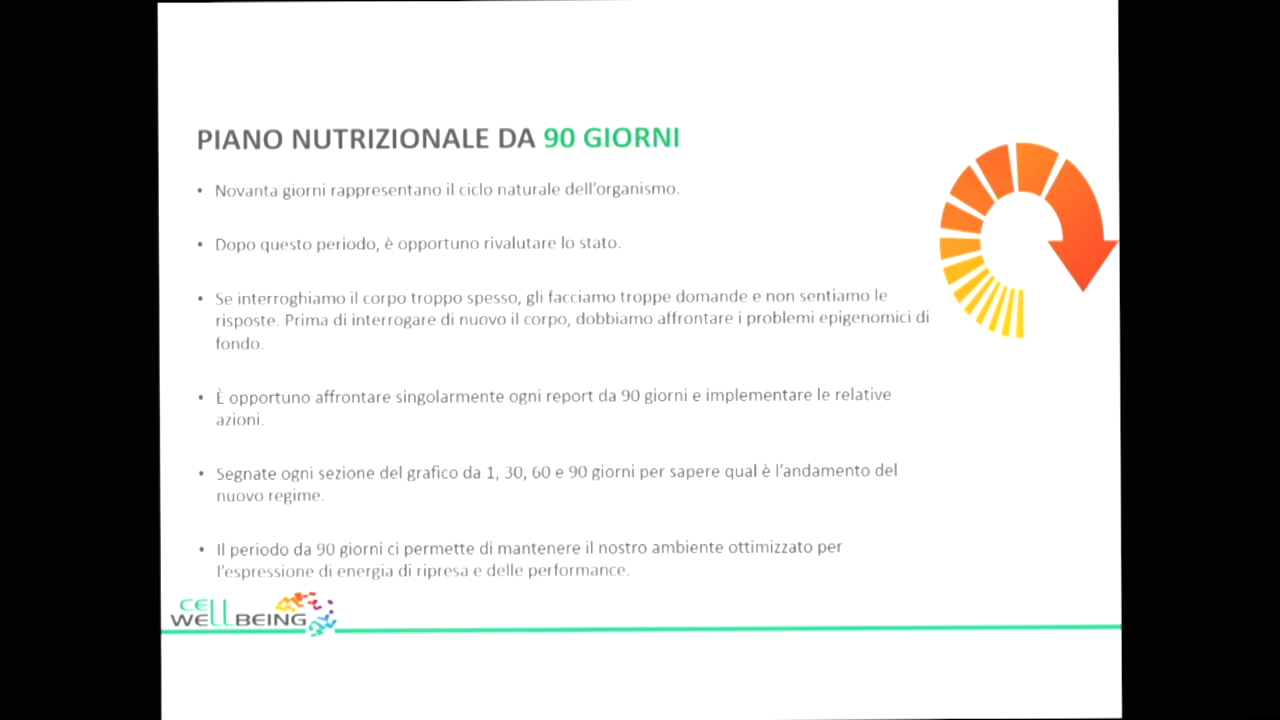 PIANO NUTRIZIONALE DA 90 GIORNI
• Novanta giorni rappresentano il ciclo naturale dell'organismo.
• Dopo questo periodo, è opportuno rivalutare lo stato.
• Se interroghiamo il corpo troppo spesso, gli facciamo troppe domande e non sentiamo le
risposte. Prima di interrogare di nuovo il corpo, dobbiamo affrontare i problemi epigenomici di
fondo.
• È opportuno affrontare singolarmente ogni report da 90 giorni e implementare le relative
azioni.
• Segnate ogni sezione del grafico da 1, 30, 60 e 90 giorni per sapere qual è l'andamento del
nuovo regime.
• Il periodo da 90 giorni ci permette di mantenere il nostro ambiente ottimizzato per
l'espressione di energia di ripresa e delle performance.
CELL
WELLBEING